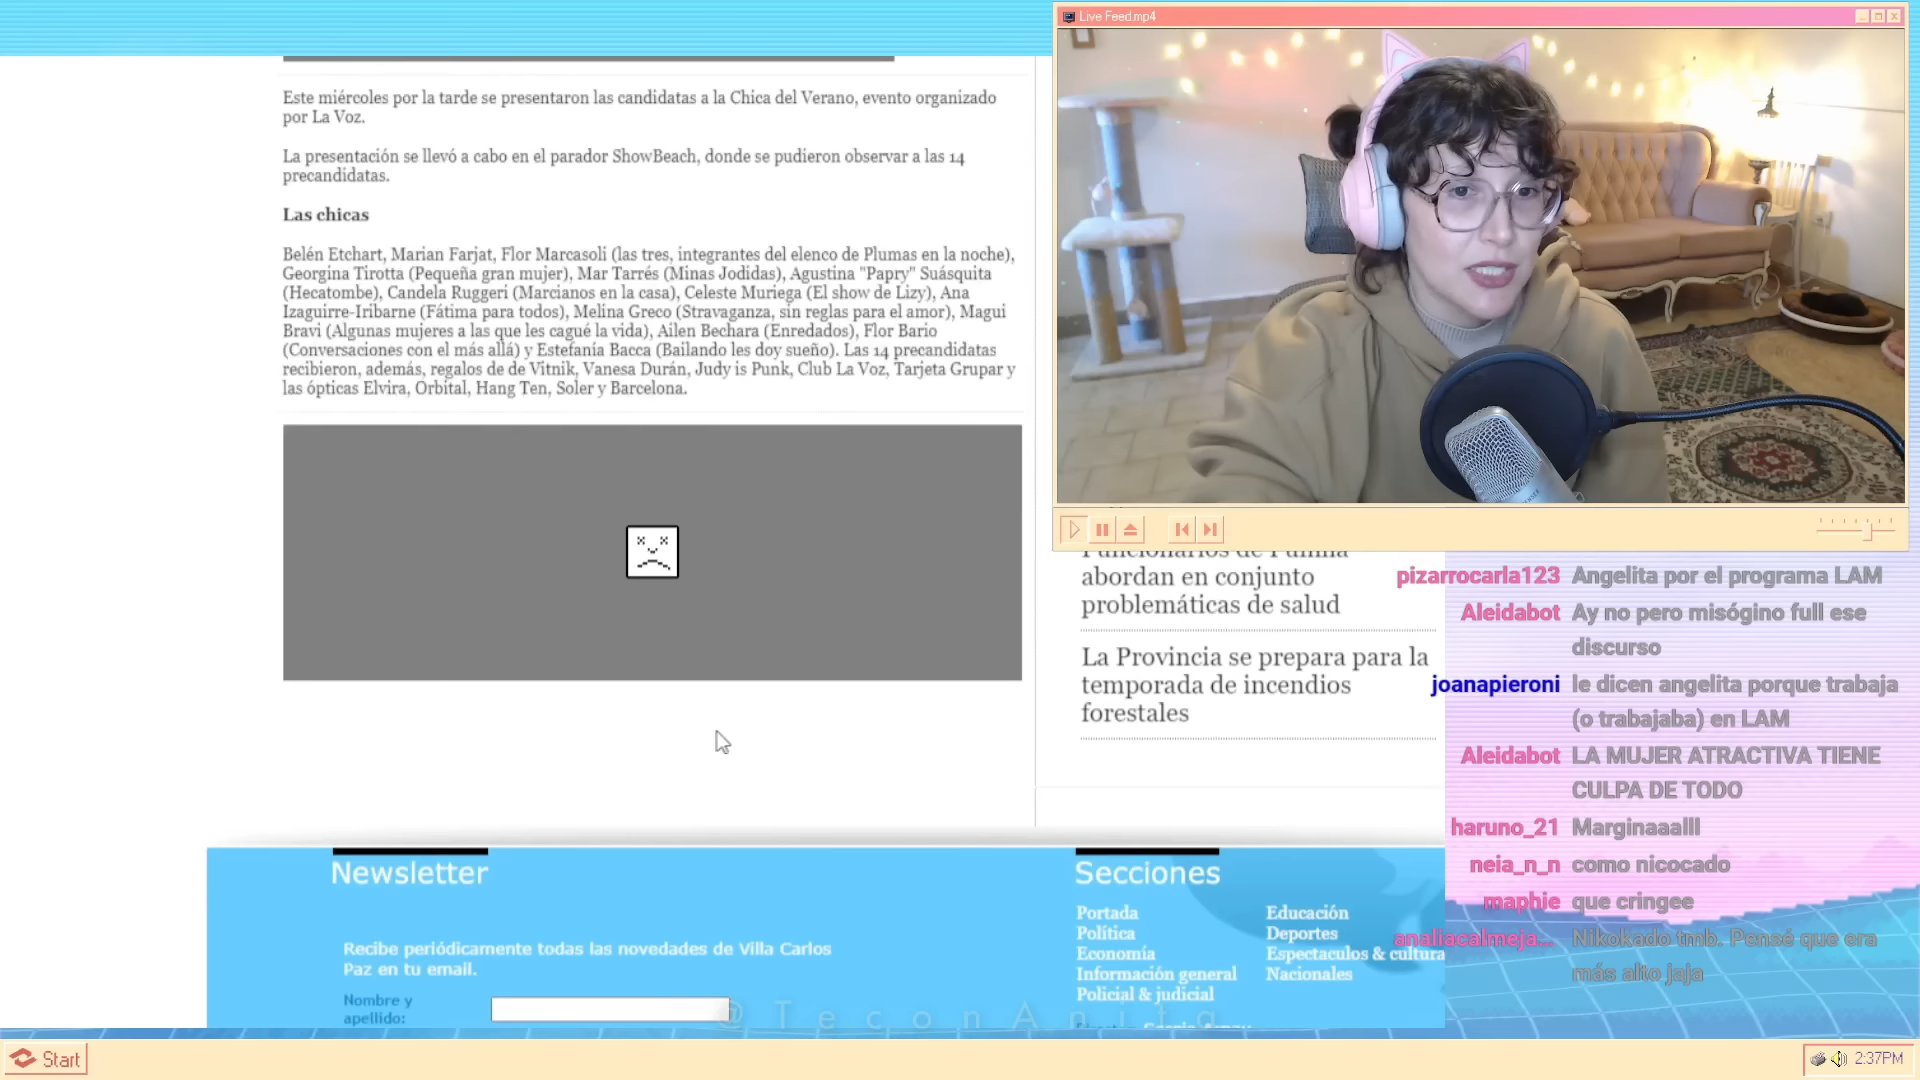 Live Feed.mp4
Este miércoles por la tarde se presentaron las candidatas a la Chica del Verano, evento organizado
por La Voz.
La presentación se llevó a cabo en el parador ShowBeach, donde se pudieron observar a las 14
precandidatas.
Las chicas
Belén Etchart, Marian Farjat, Flor Marcasoli (las tres, integrantes del elenco de Plumas en la noche),
Georgina Tirotta (Pequeña gran mujer), Mar Tarrés (Minas Jodidas), Agustina "Papry" Suásquita
(Hecatombe), Candela Ruggeri (Marcianos en la casa), Celeste Muriega (El show de Lizy), Ana
Izaguirre-Iribarne (Fátima para todos), Melina Greco (Stravaganza, sin reglas para el amor), Magui
Bravi (Algunas mujeres a las que les cagué la vida), Ailen Bechara (Enredados), Flor Bario
(Conversaciones con el más allá) y Estefanía Bacca (Bailando les doy sueño). Las 14 precandidatas
recibieron, además, regalos de de Vitnik, Vanesa Durán, Judy is Punk, Club La Voz, Tarjeta Grupar y
las ópticas Elvira, Orbital, Hang Ten, Soler y Barcelona.
Funcionarios de Punilla
abordan en conjunto
problemáticas de salud
La Provincia se prepara para la
temporada de incendios
forestales
pizarrocarla123 Angelita por el programa LAM
Aleidabot Ay no pero misógino full ese
discurso
joanapieroni le dicen angelita porque trabaja
(o trabajaba) en LAM
Aleidabot LA MUJER ATRACTIVA TIENE
CULPA DE TODO
haruno_21 Marginaaalll
neia_n_n como nicocado
maphie que cringee
analiacalmeja... Nikokado tmb. Pensé que era
más alto jaja
Newsletter
Recibe periódicamente todas las novedades de Villa Carlos
Paz en tu email.
Nombre y
apellido:
Secciones
Portada
Política
Economía
Información general
Policial & judicial
Educación
Deportes
Espectaculos & cultura
Nacionales
@TeconAnita
Start
2:37PM